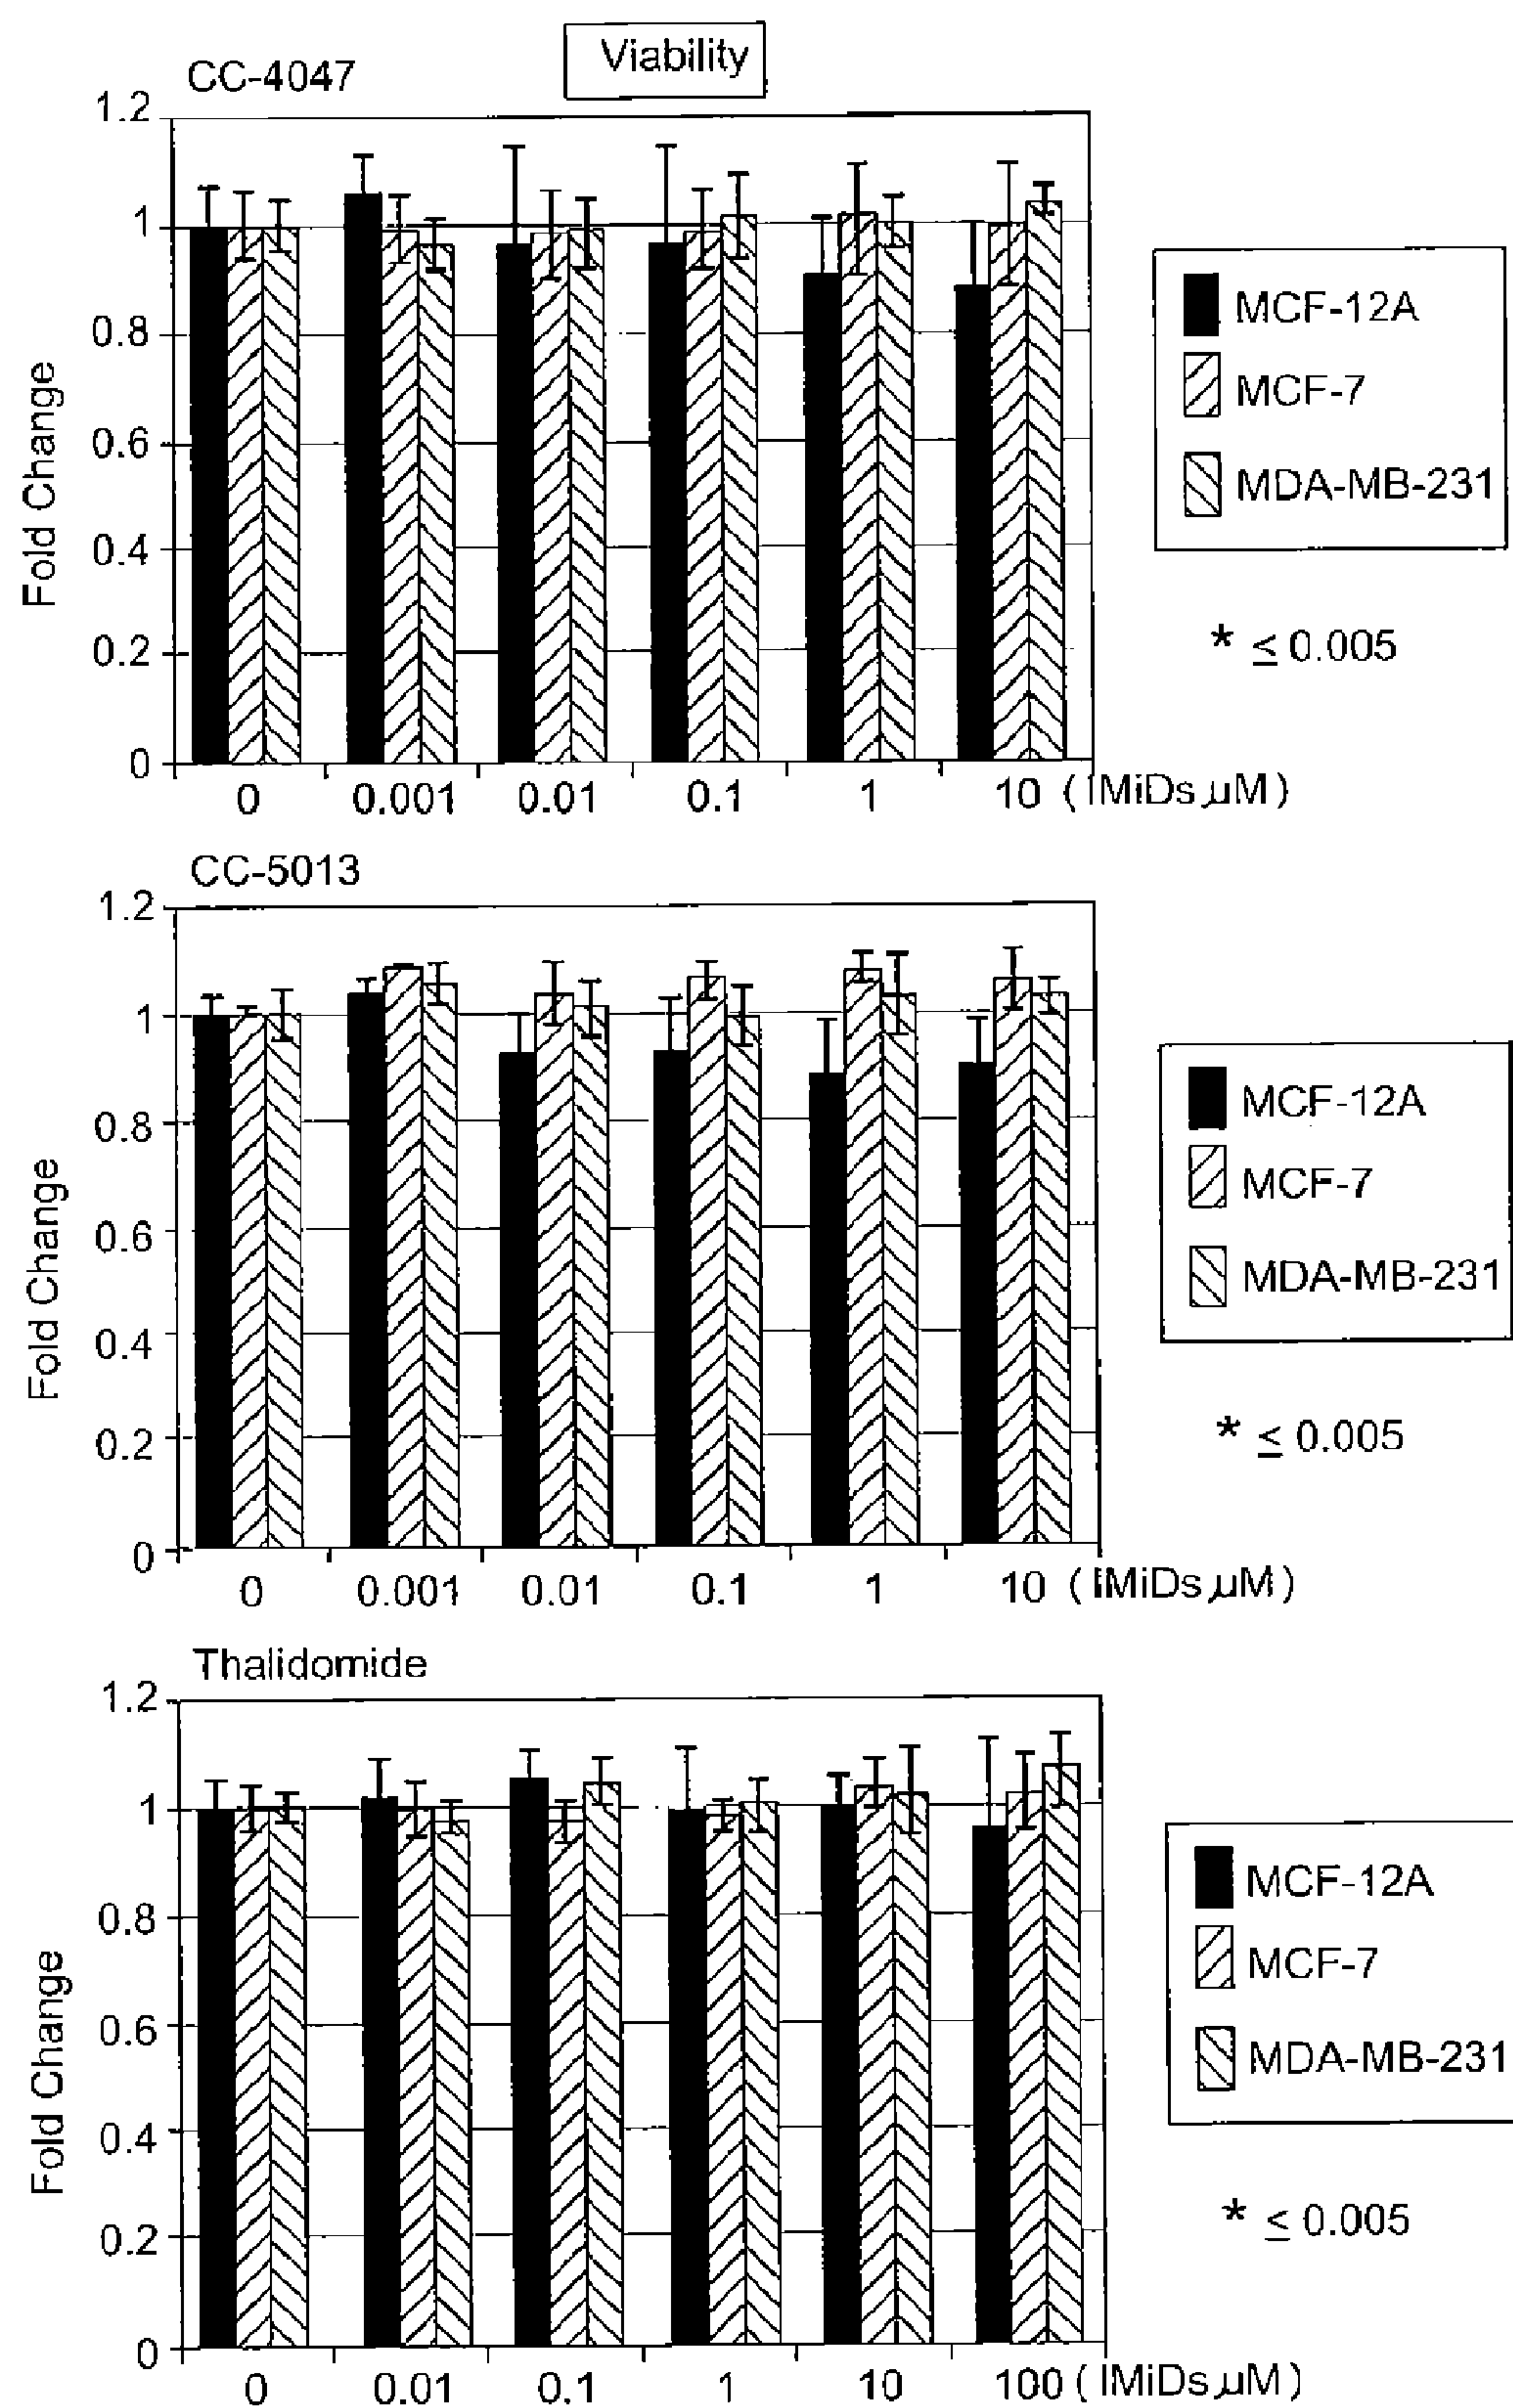 Viability
CC-4047
1.2
1
0.8
0.6
0.4
0.2
0
Fold Change
0 0.001 0.01 0.1 1 10 ( IMiDs,µM )
MCF-12A
MCF-7
MDA-MB-231
* ≤ 0.005
CC-5013
1.2
1
0.8
0.6
0.4
0.2
0
Fold Change
0 0.001 0.01 0.1 1 10 ( IMiDs,µM )
MCF-12A
MCF-7
MDA-MB-231
* ≤ 0.005
Thalidomide
1.2
1
0.8
0.6
0.4
0.2
0
Fold Change
0 0.01 0.1 1 10 100 ( IMiDs,µM )
MCF-12A
MCF-7
MDA-MB-231
* ≤ 0.005